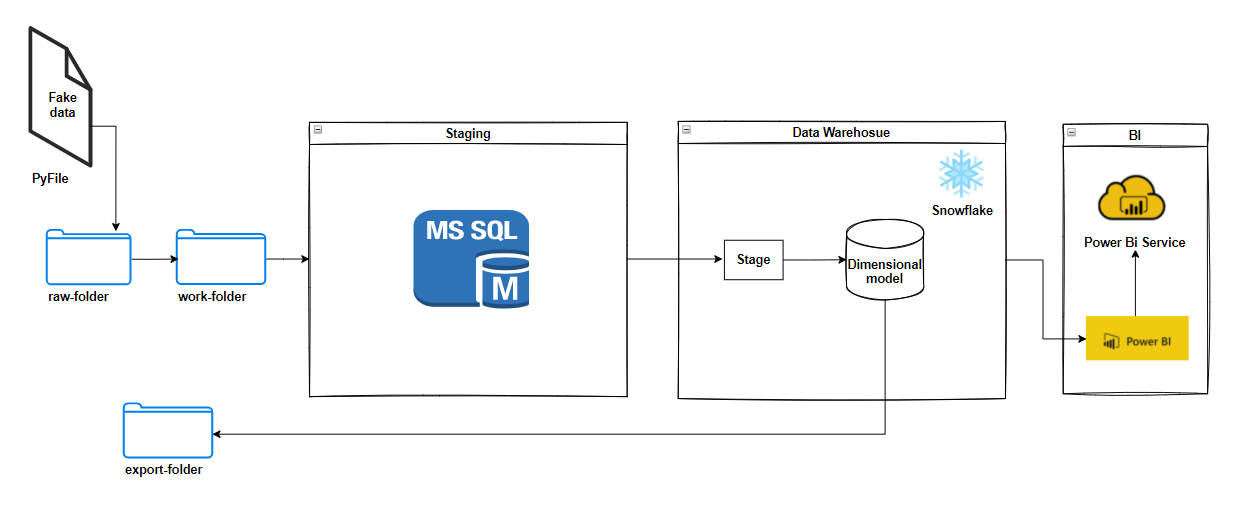 Fake
data
PyFile
raw-folder
work-folder
Staging
MS SQL
M
Data Warehosue
Snowflake
Stage
Dimensional
model
BI
Power Bi Service
Power BI
export-folder